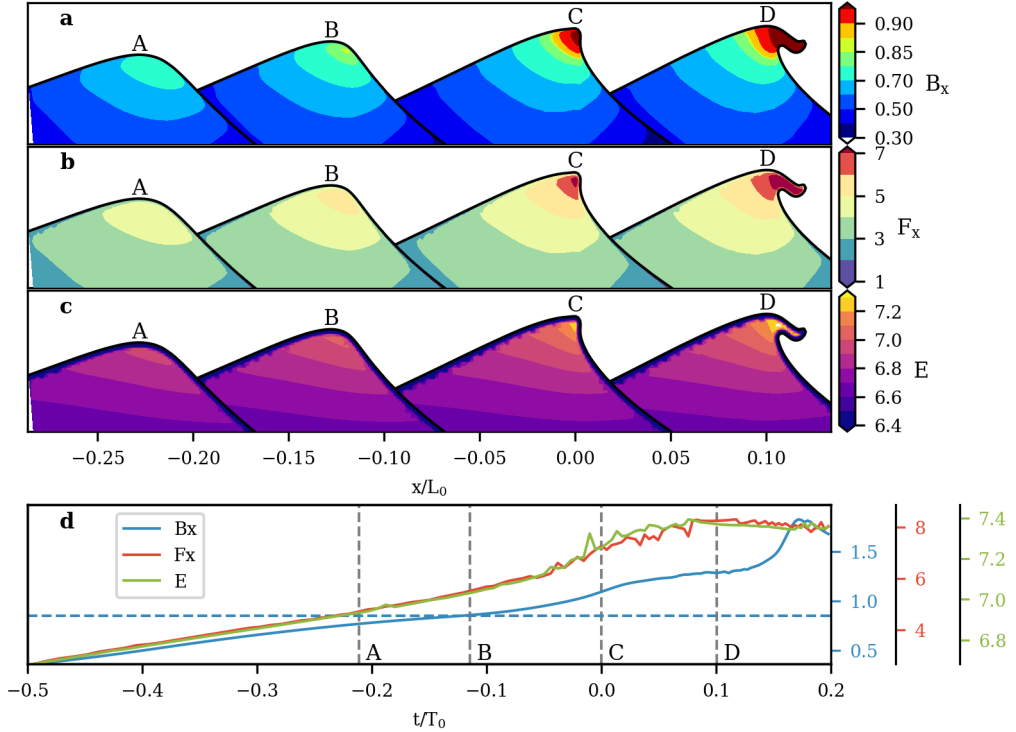 a
A
B
C
D
0.90
0.85
0.70
0.50
0.30
Bₓ
b
A
B
C
D
7
5
3
1
Fₓ
c
A
B
C
D
7.2
7.0
6.8
6.6
6.4
E
−0.25 −0.20 −0.15 −0.10 −0.05 0.00 0.05 0.10
x/L₀
d
Bx
Fx
E
A
B
C
D
1.5
1.0
0.5
8
6
4
7.4
7.2
7.0
6.8
−0.5 −0.4 −0.3 −0.2 −0.1 0.0 0.1 0.2
t/T₀